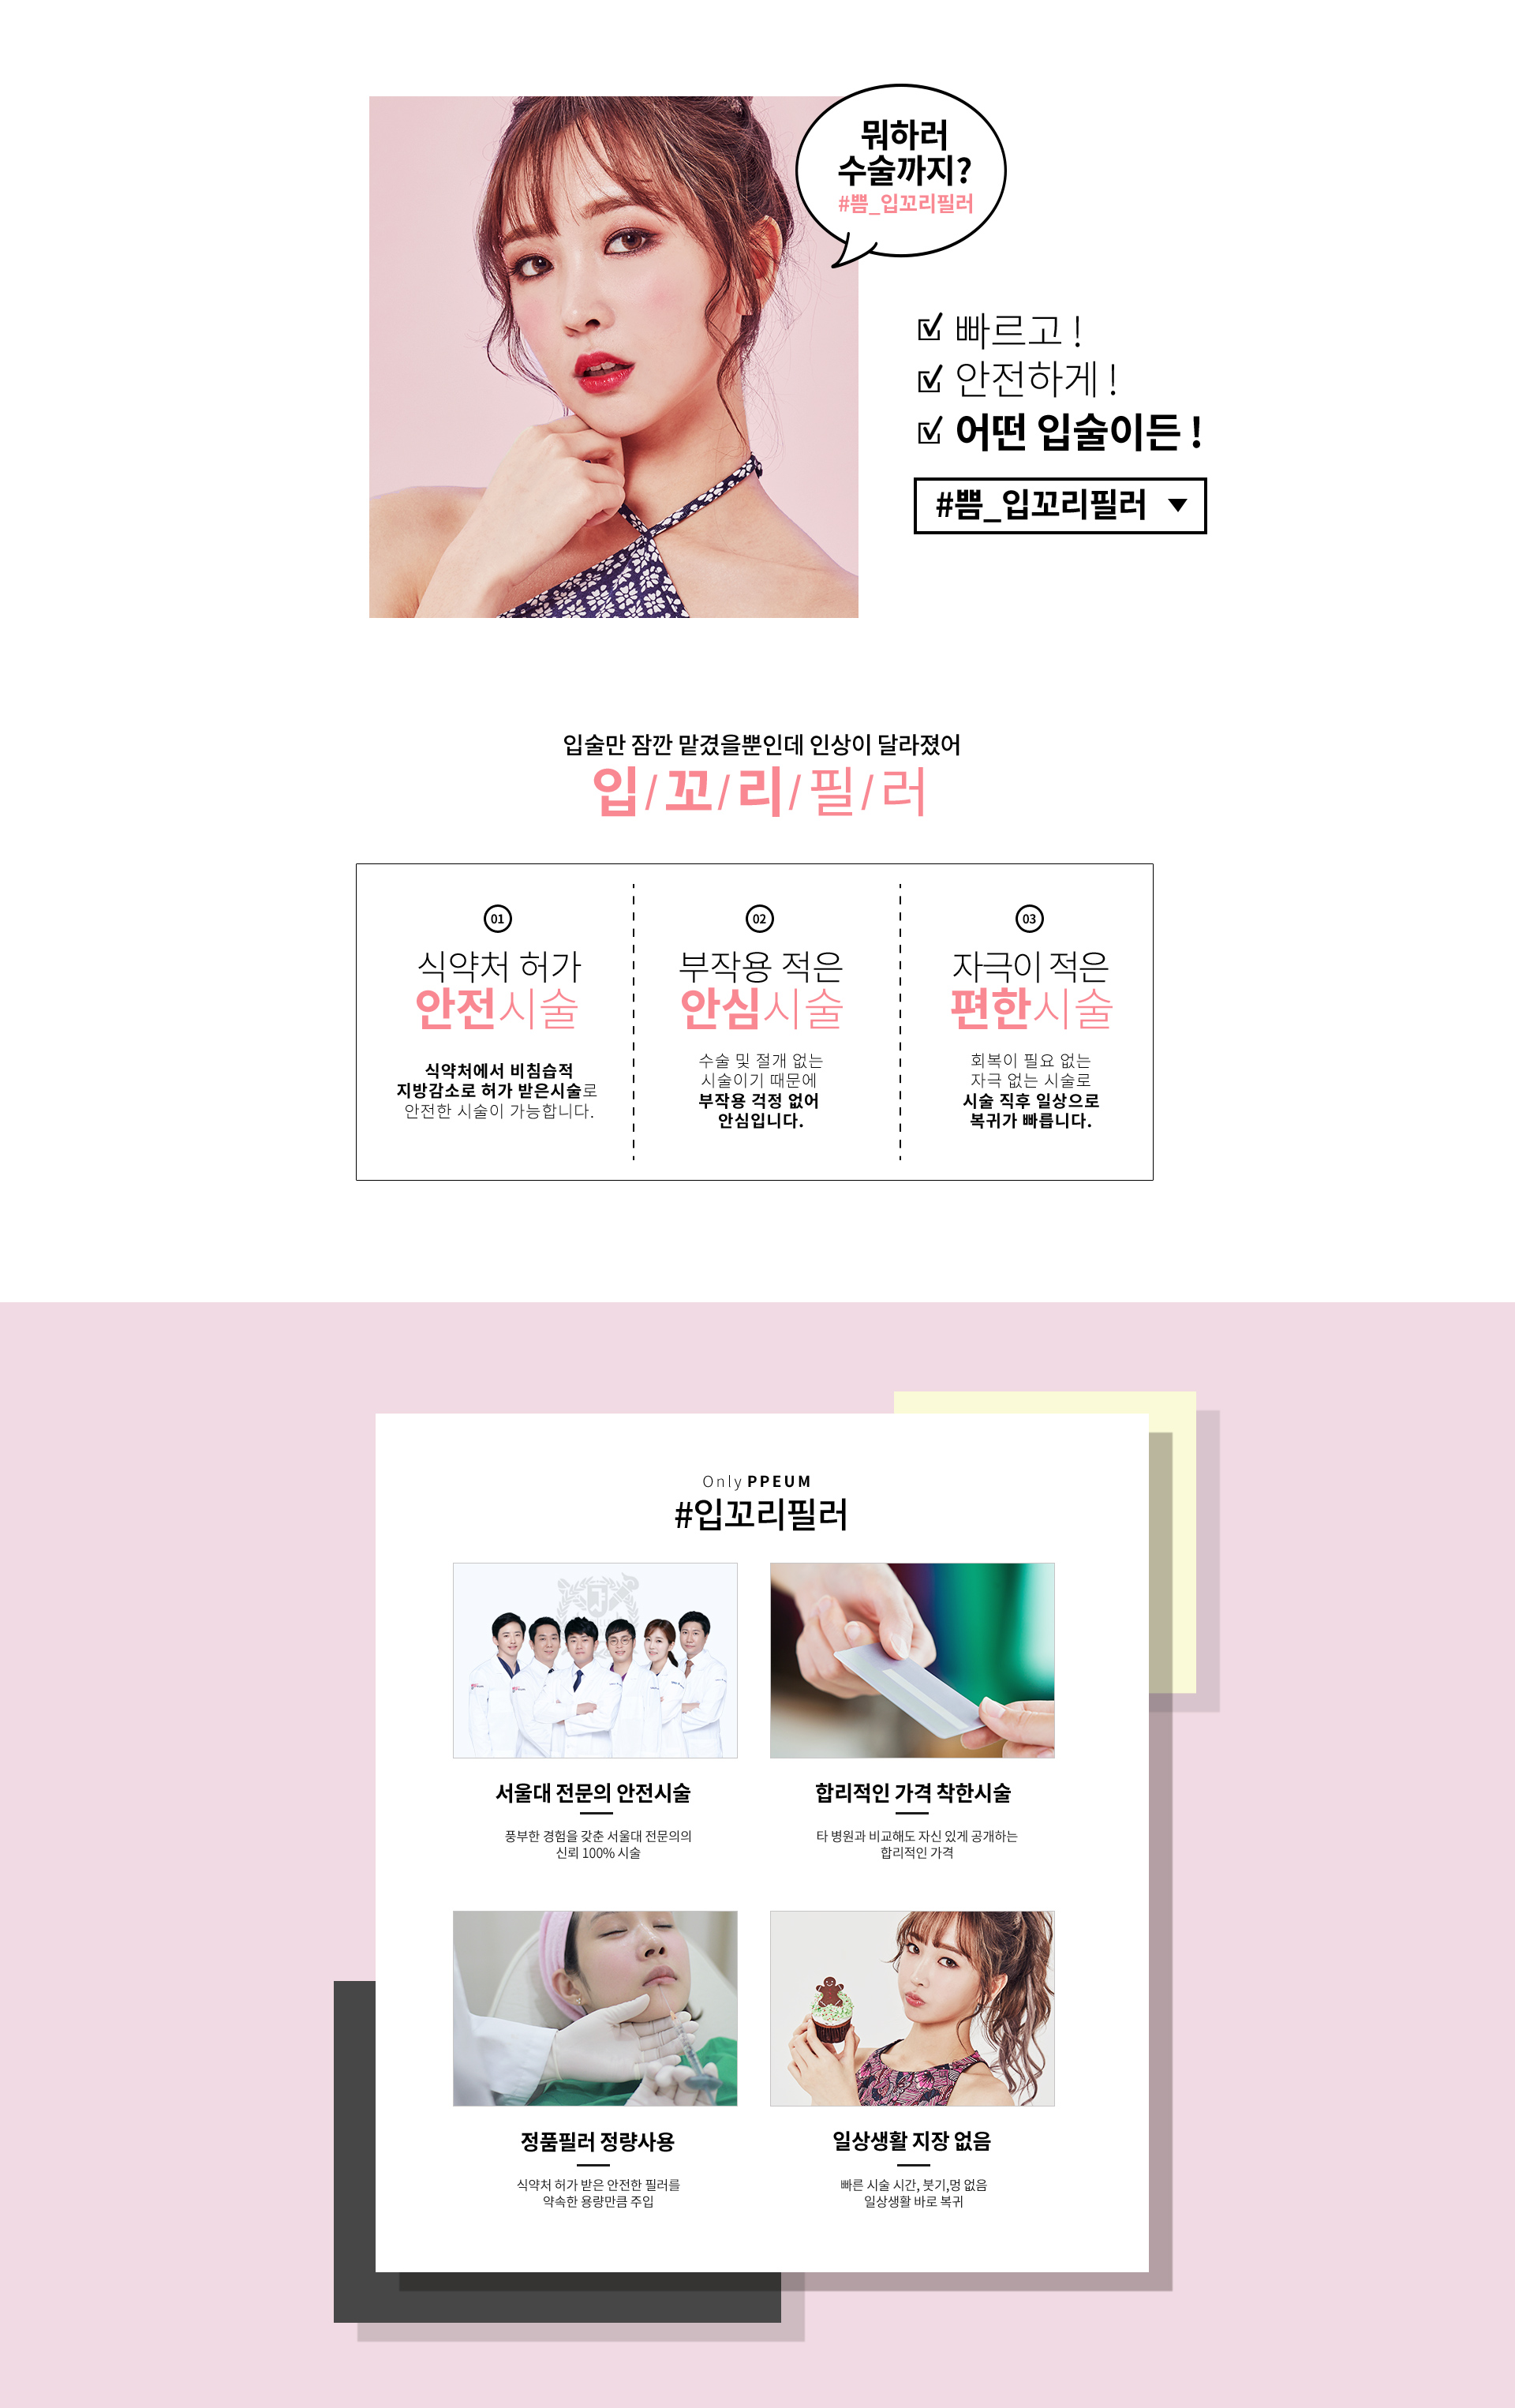 뭐하러
수술까지?
#쁨_입꼬리필러
빠르고 !
안전하게 !
어떤 입술이든 !
#쁨_입꼬리필러
입술만 잠깐 맡겼을뿐인데 인상이 달라졌어
입/꼬/리/필/러
01
식약처 허가
안전시술
식약처에서 비침습적
지방감소로 허가 받은시술로
안전한 시술이 가능합니다.
02
부작용 적은
안심시술
수술 및 절개 없는
시술이기 때문에
부작용 걱정 없어
안심입니다.
03
자극이 적은
편한시술
회복이 필요 없는
자극 없는 시술로
시술 직후 일상으로
복귀가 빠릅니다.
Only PPEUM
#입꼬리필러
서울대 전문의 안전시술
풍부한 경험을 갖춘 서울대 전문의의
신뢰 100% 시술
합리적인 가격 착한시술
타 병원과 비교해도 자신 있게 공개하는
합리적인 가격
정품필러 정량사용
식약처 허가 받은 안전한 필러를
약속한 용량만큼 주입
일상생활 지장 없음
빠른 시술 시간, 붓기,멍 없음
일상생활 바로 복귀